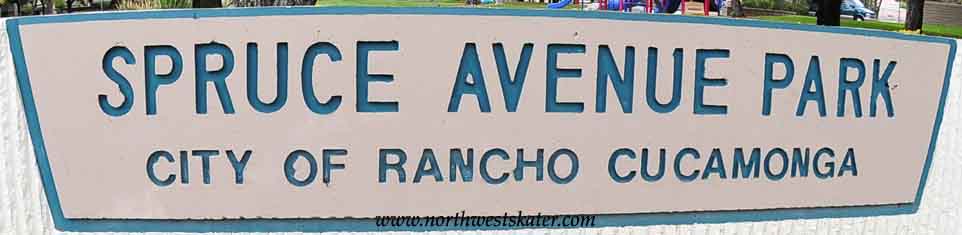 SPRUCE AVENUE PARK
CITY OF RANCHO CUCAMONGA
www.northwestskater.com